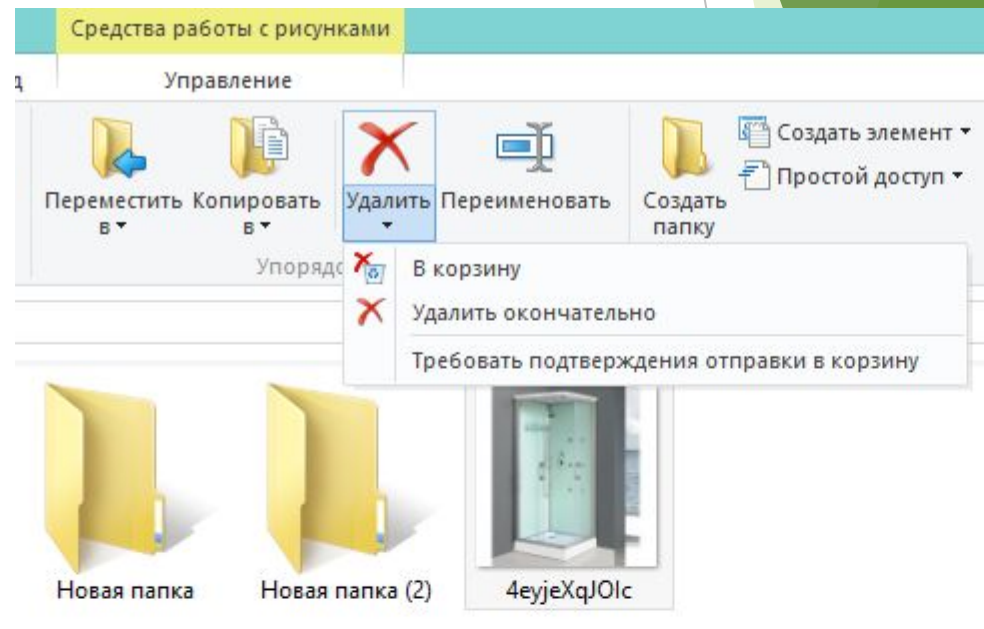 Средства работы с рисунками
д Управление
Переместить в
Копировать в
Удалить
Переименовать
Создать папку
Создать элемент
Простой доступ
Упоряд
В корзину
Удалить окончательно
Требовать подтверждения отправки в корзину
Новая папка
Новая папка (2)
4eyjeXqJOIc